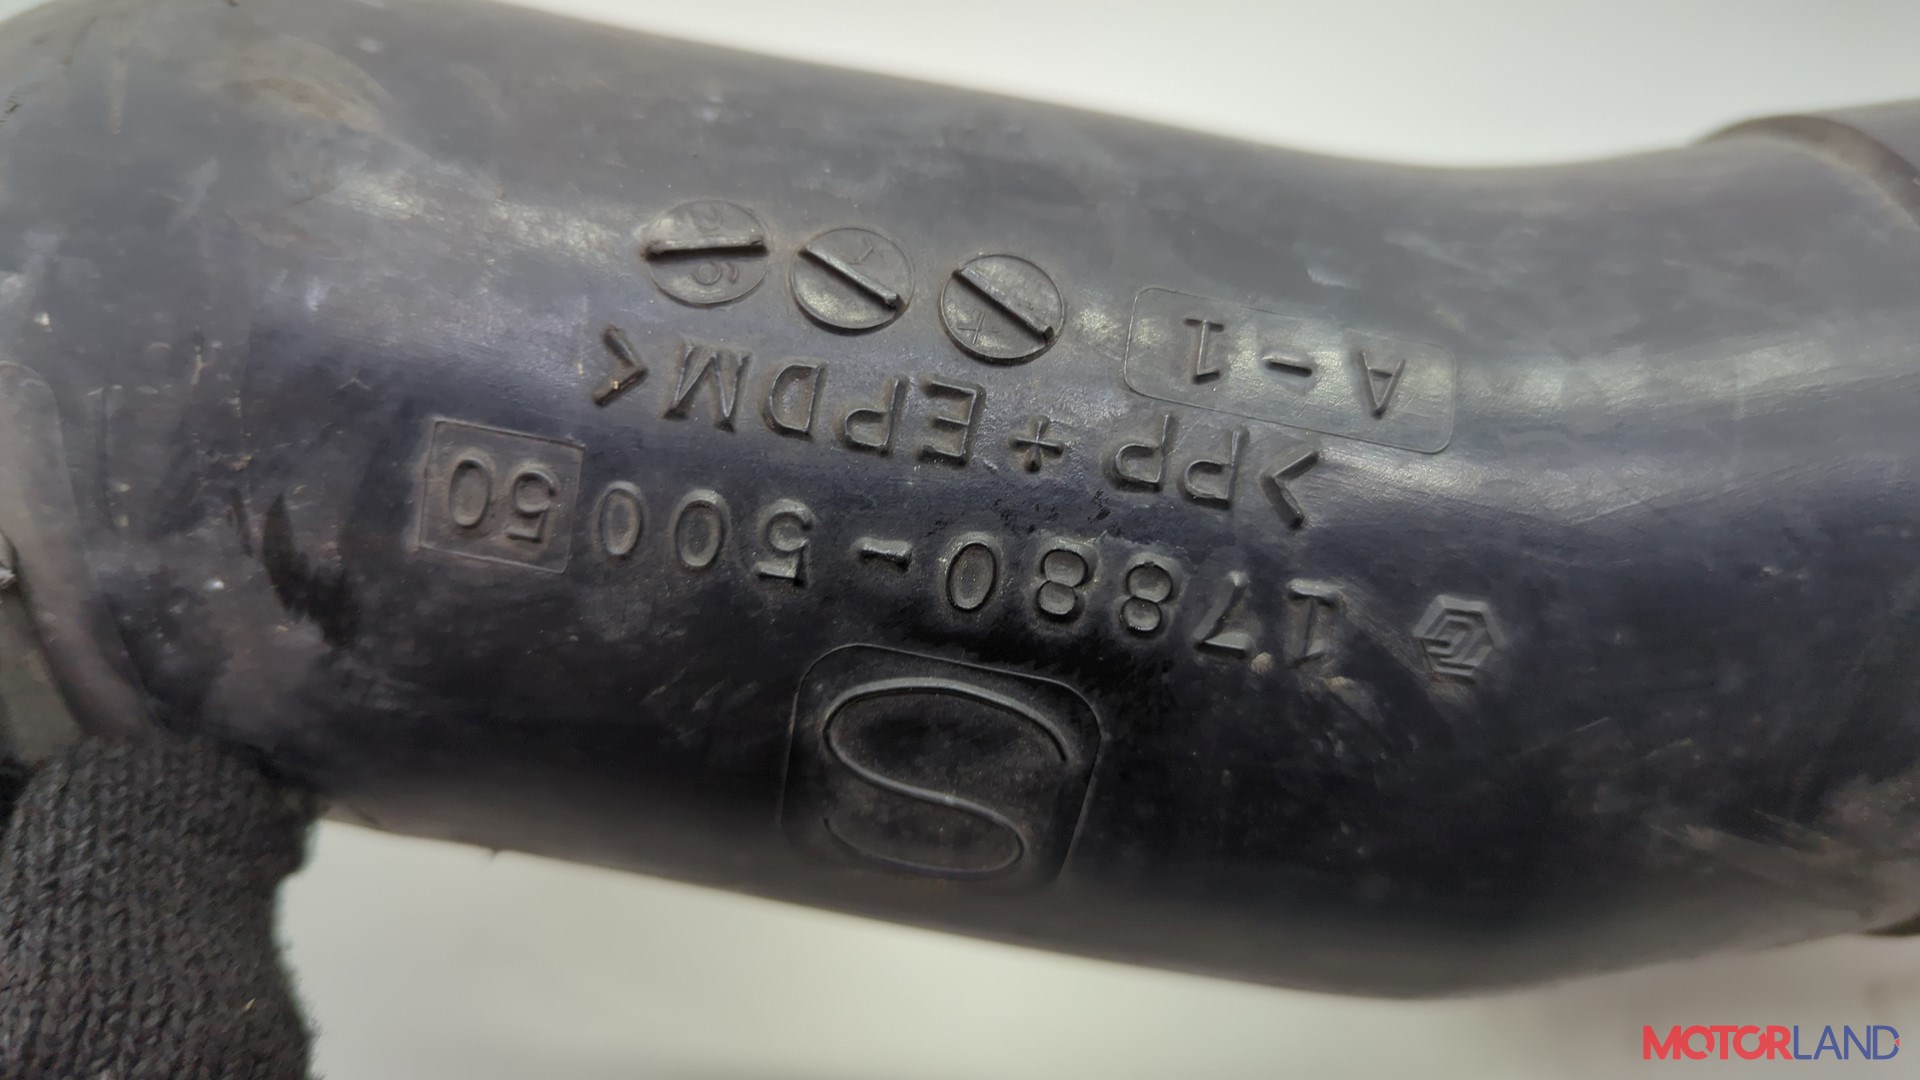 S
17880-50050
>PP+EPDM<
A-1
MOTORLAND